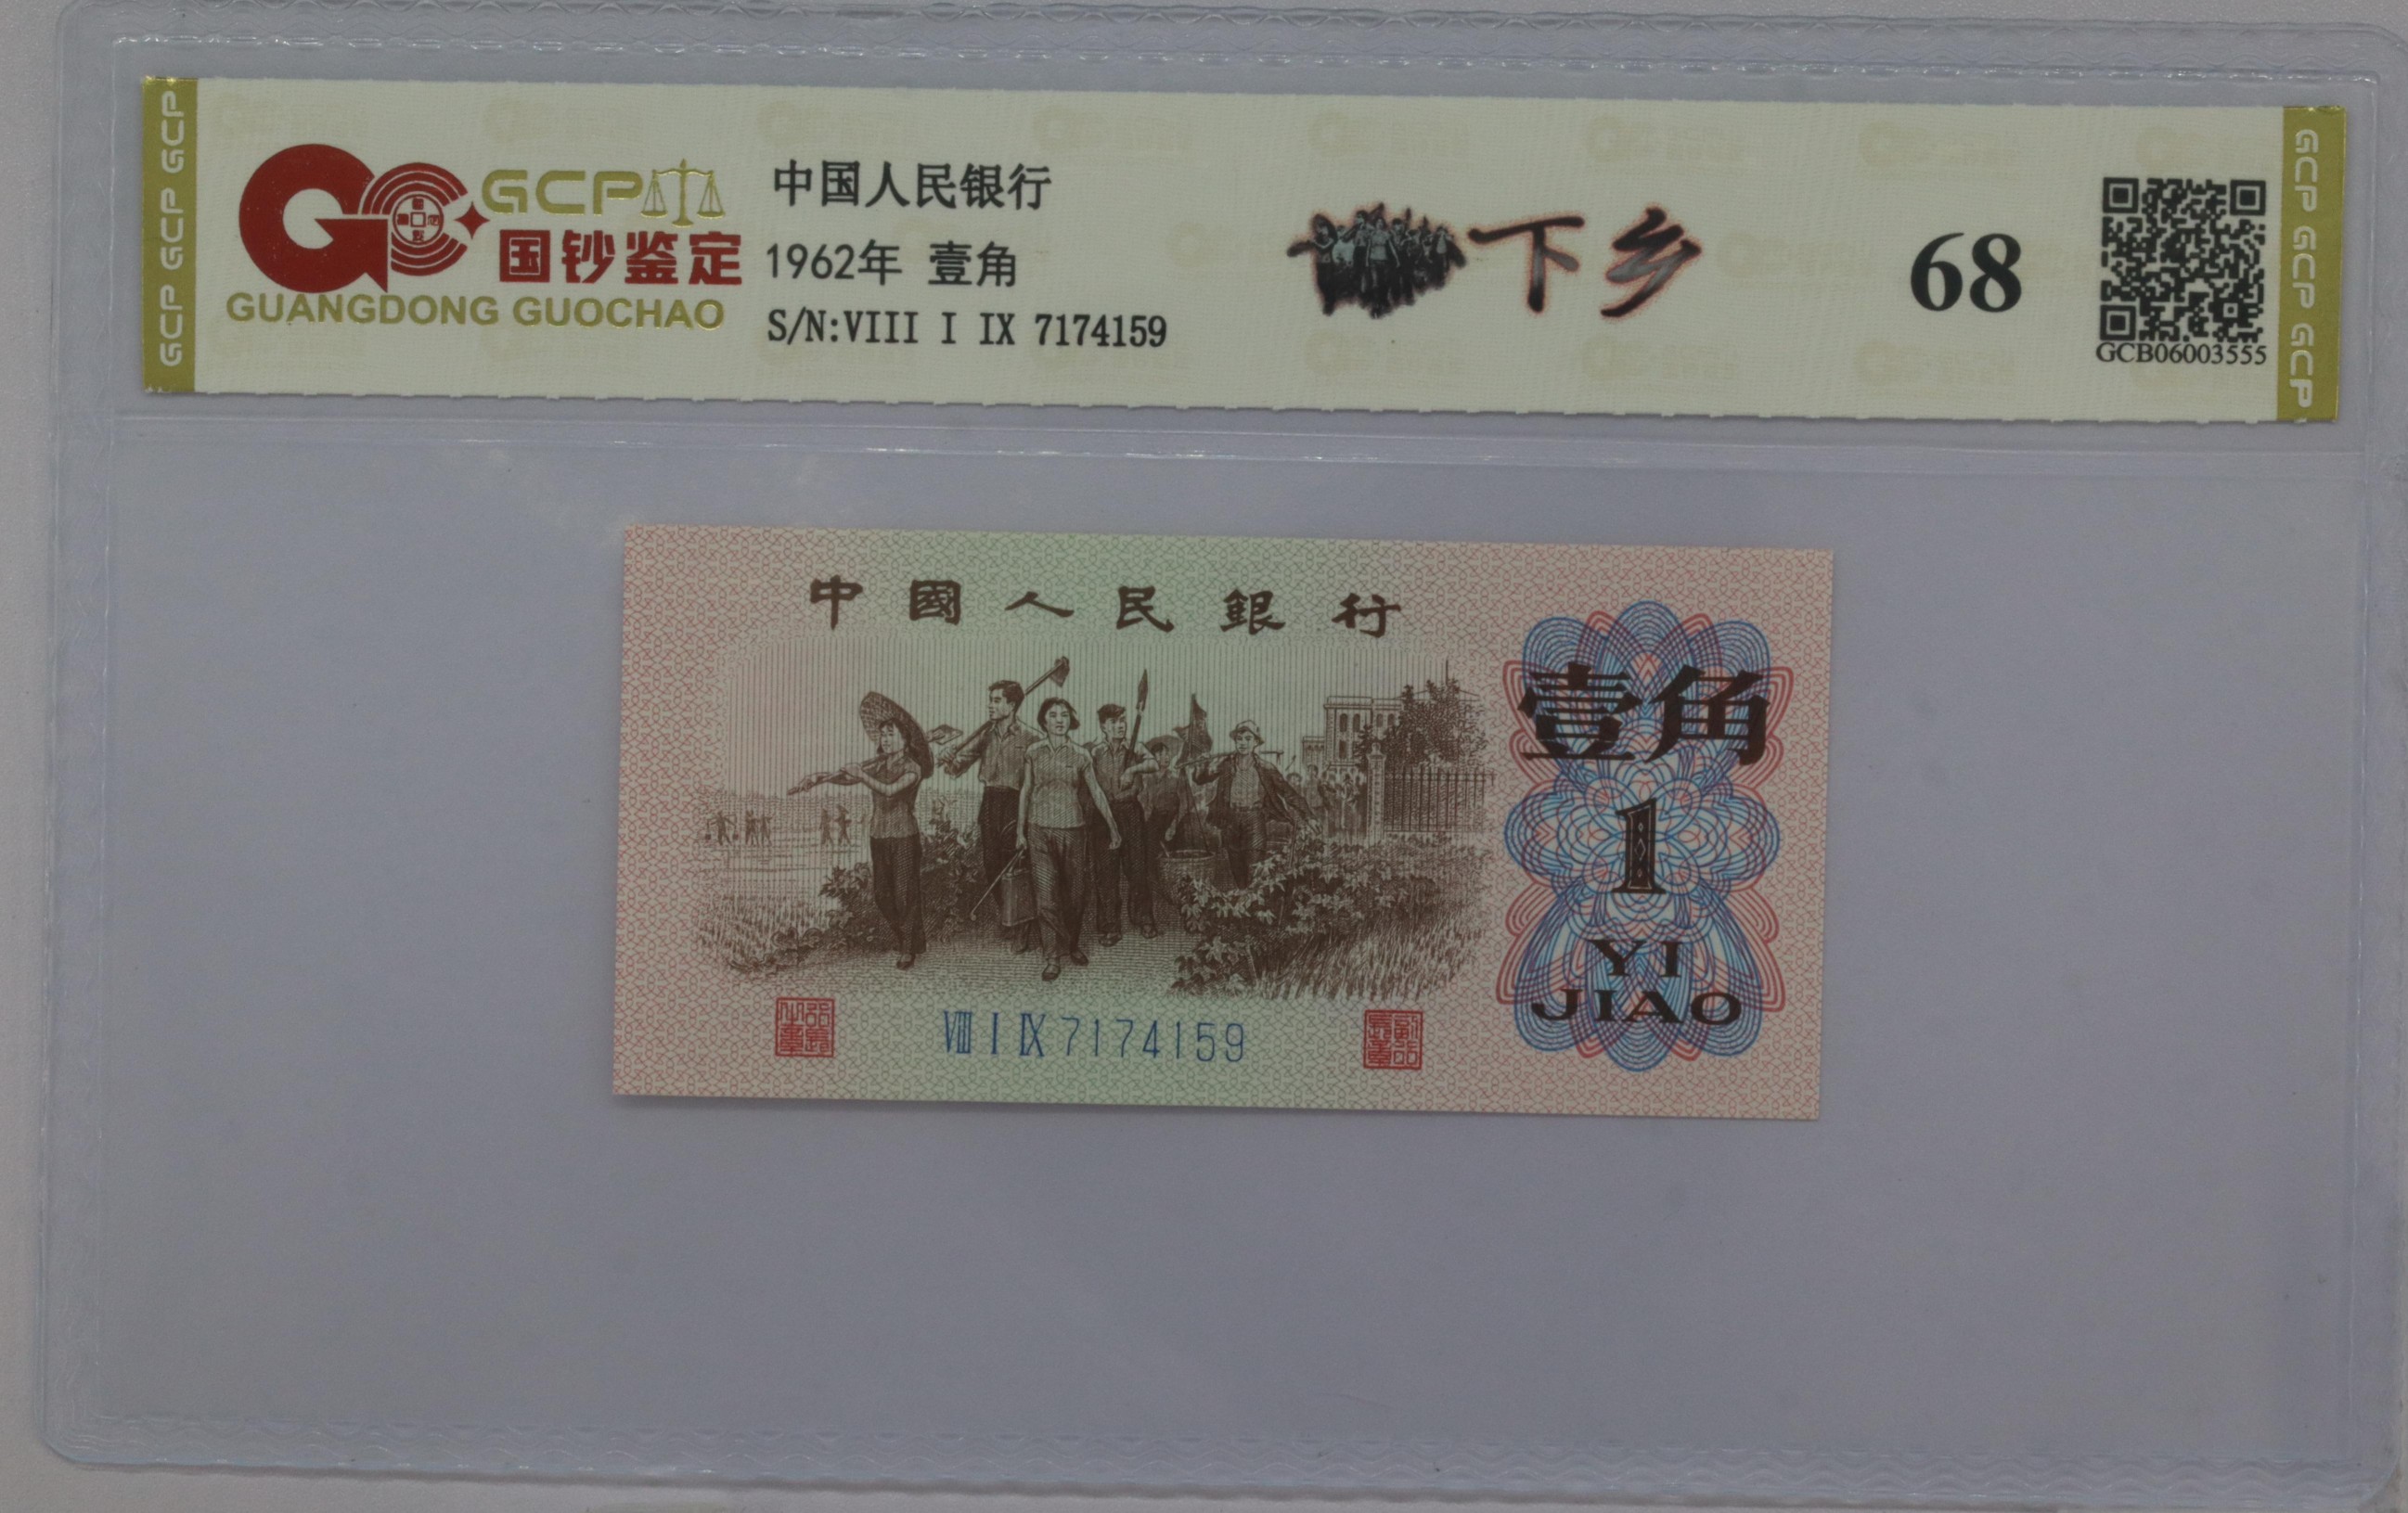 GCP GCP GCP
GCP
国钞鉴定
GUANGDONG GUOCHAO
中国人民银行
1962年 壹角
S/N:VIII I IX 7174159
下乡
68
GCB06003555
GCP GCP GCP
中國人民銀行
壹角
1
YI
JIAO
VIII I IX 7174159